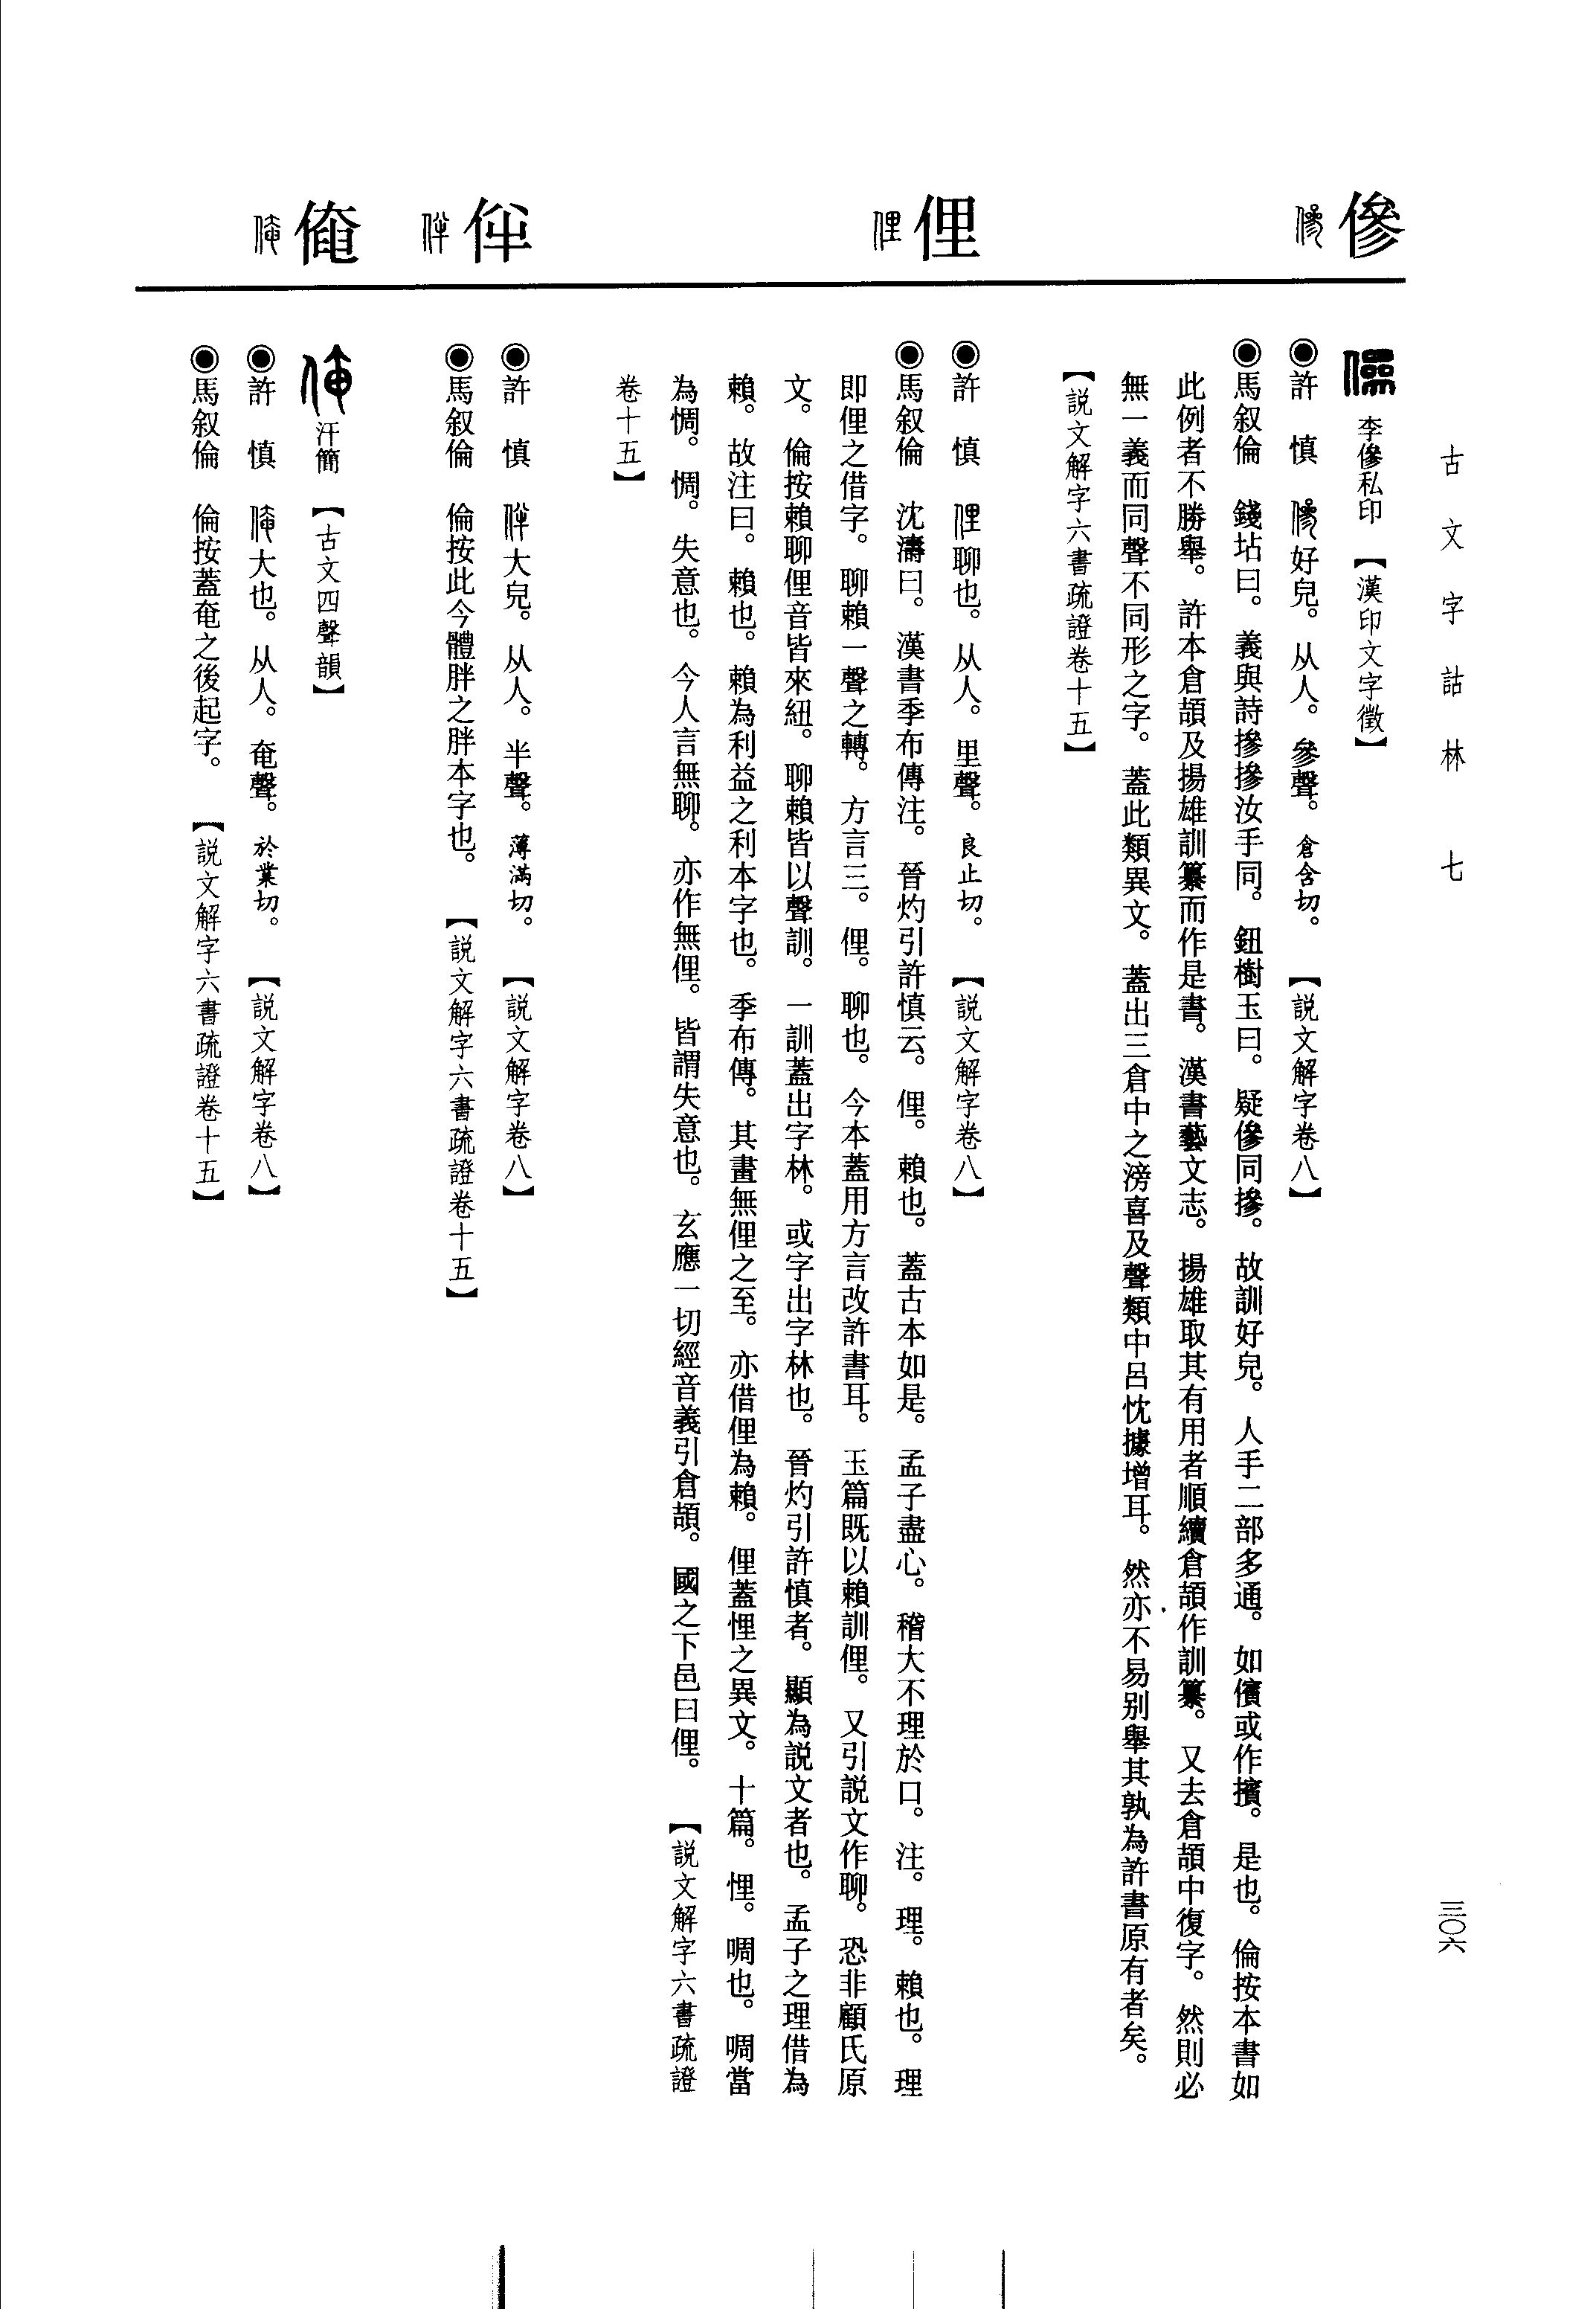 古文字詁林 七
三〇六
傪
李傪私印 【漢印文字徵】
◉許 慎 傪好皃。从人。參聲。倉含切。 【説文解字卷八】
◉馬叙倫 錢坫曰。義與詩摻摻汝手同。鈕樹玉曰。疑傪同摻。故訓好皃。人手二部多通。如儐或作擯。是也。倫按本書如
此例者不勝舉。許本倉頡及揚雄訓纂而作是書。漢書藝文志。揚雄取其有用者順續倉頡作訓纂。又去倉頡中復字。然則必
無一義而同聲不同形之字。蓋此類異文。蓋出三倉中之滂喜及聲類中呂忱據增耳。然亦不易別舉其孰為許書原有者矣。
【説文解字六書疏證卷十五】
俚
◉許 慎 俚聊也。从人。里聲。良止切。 【説文解字卷八】
◉馬叙倫 沈濤曰。漢書季布傳注。晉灼引許慎云。俚。賴也。蓋古本如是。孟子盡心。稽大不理於口。注。理。賴也。理
即俚之借字。聊賴一聲之轉。方言三。俚。聊也。今本蓋用方言改許書耳。玉篇既以賴訓俚。又引説文作聊。恐非顧氏原
文。倫按賴聊俚音皆來紐。聊賴皆以聲訓。一訓蓋出字林。或字出字林也。晉灼引許慎者。顯為説文者也。孟子之理借為
賴。故注曰。賴也。賴為利益之利本字也。季布傳。其畫無俚之至。亦借俚為賴。俚蓋悝之異文。十篇。悝。啁也。啁當
為惆。惆。失意也。今人言無聊。亦作無俚。皆謂失意也。玄應一切經音義引倉頡。國之下邑曰俚。 【説文解字六書疏證
卷十五】
伴
◉許 慎 伴大皃。从人。半聲。薄滿切。 【説文解字卷八】
◉馬叙倫 倫按此今體胖之胖本字也。 【説文解字六書疏證卷十五】
俺
汗簡 【古文四聲韻】
◉許 慎 俺大也。从人。奄聲。於業切。 【説文解字卷八】
◉馬叙倫 倫按蓋奄之後起字。 【説文解字六書疏證卷十五】